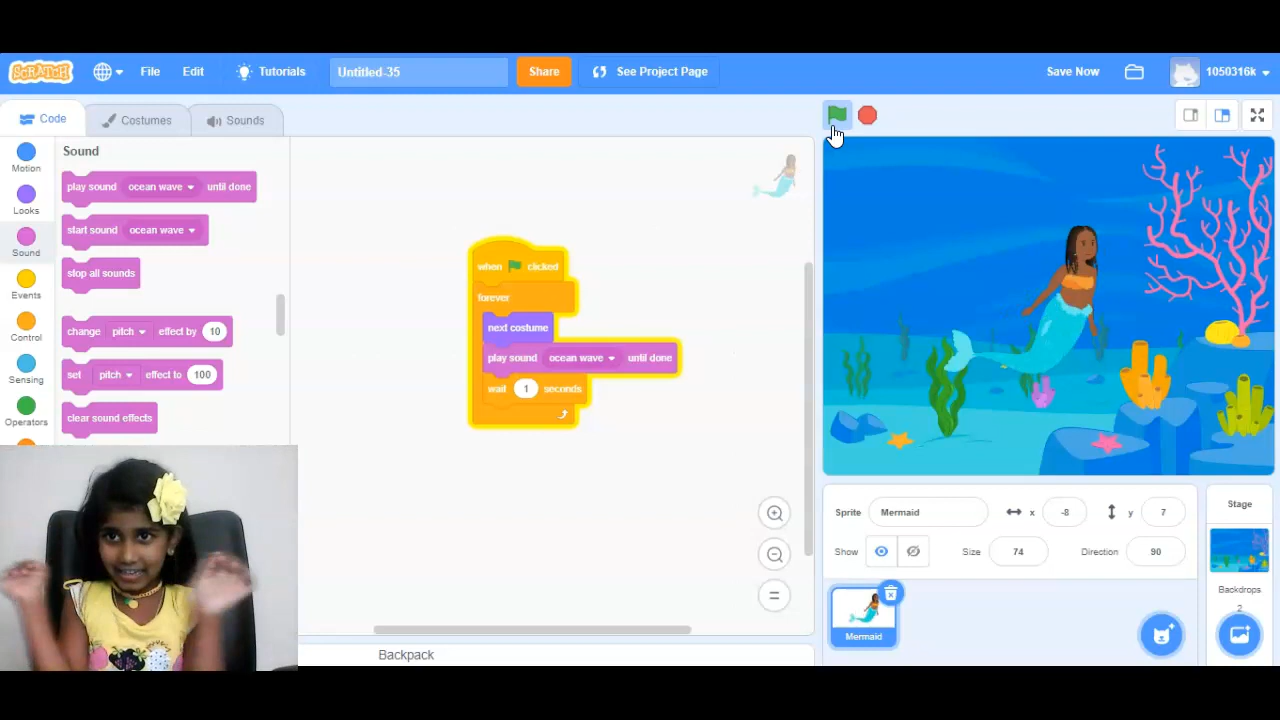 SCRATCH File Edit Tutorials Untitled-35 Share See Project Page Save Now 1050316k
Code Costumes Sounds
Motion
Looks
Sound
Events
Control
Sensing
Operators
Sound
play sound ocean wave until done
start sound ocean wave
stop all sounds
change pitch effect by 10
set pitch effect to 100
clear sound effects
when clicked
forever
next costume
play sound ocean wave until done
wait 1 seconds
Backpack
Sprite Mermaid x -8 y 7
Show Size 74 Direction 90
Mermaid
Stage
Backdrops
2